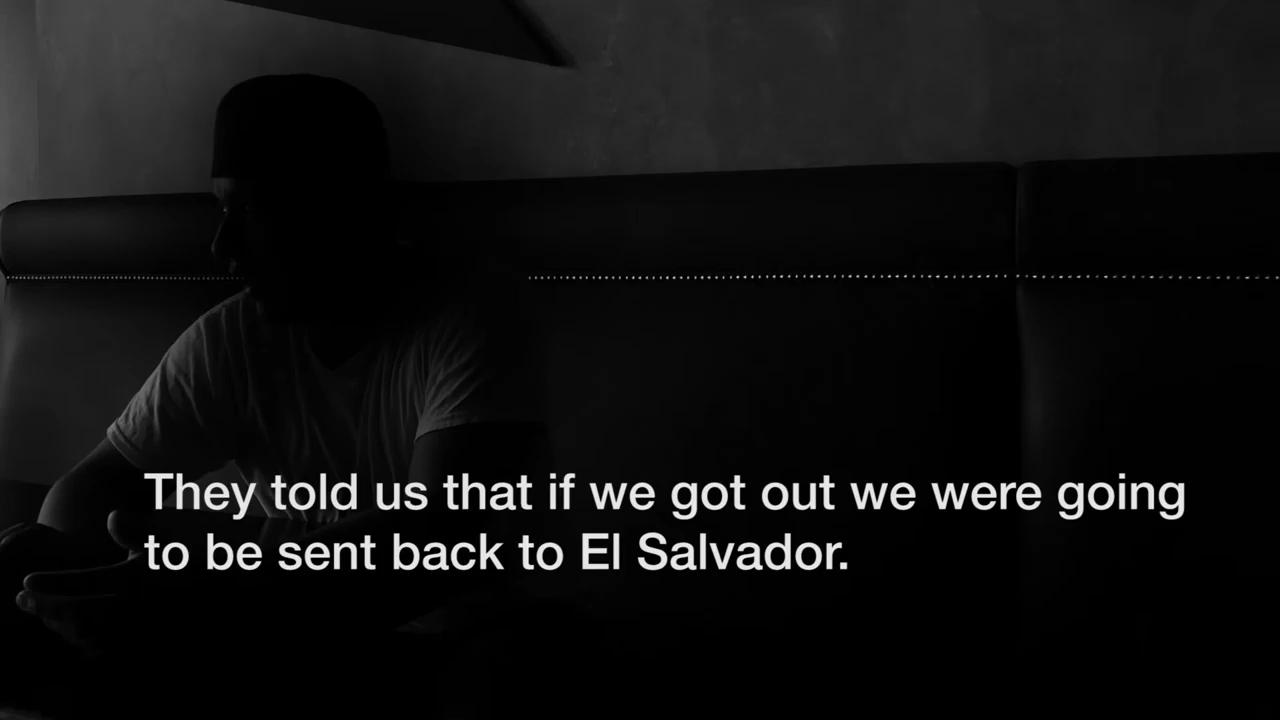 They told us that if we got out we were going
to be sent back to El Salvador.